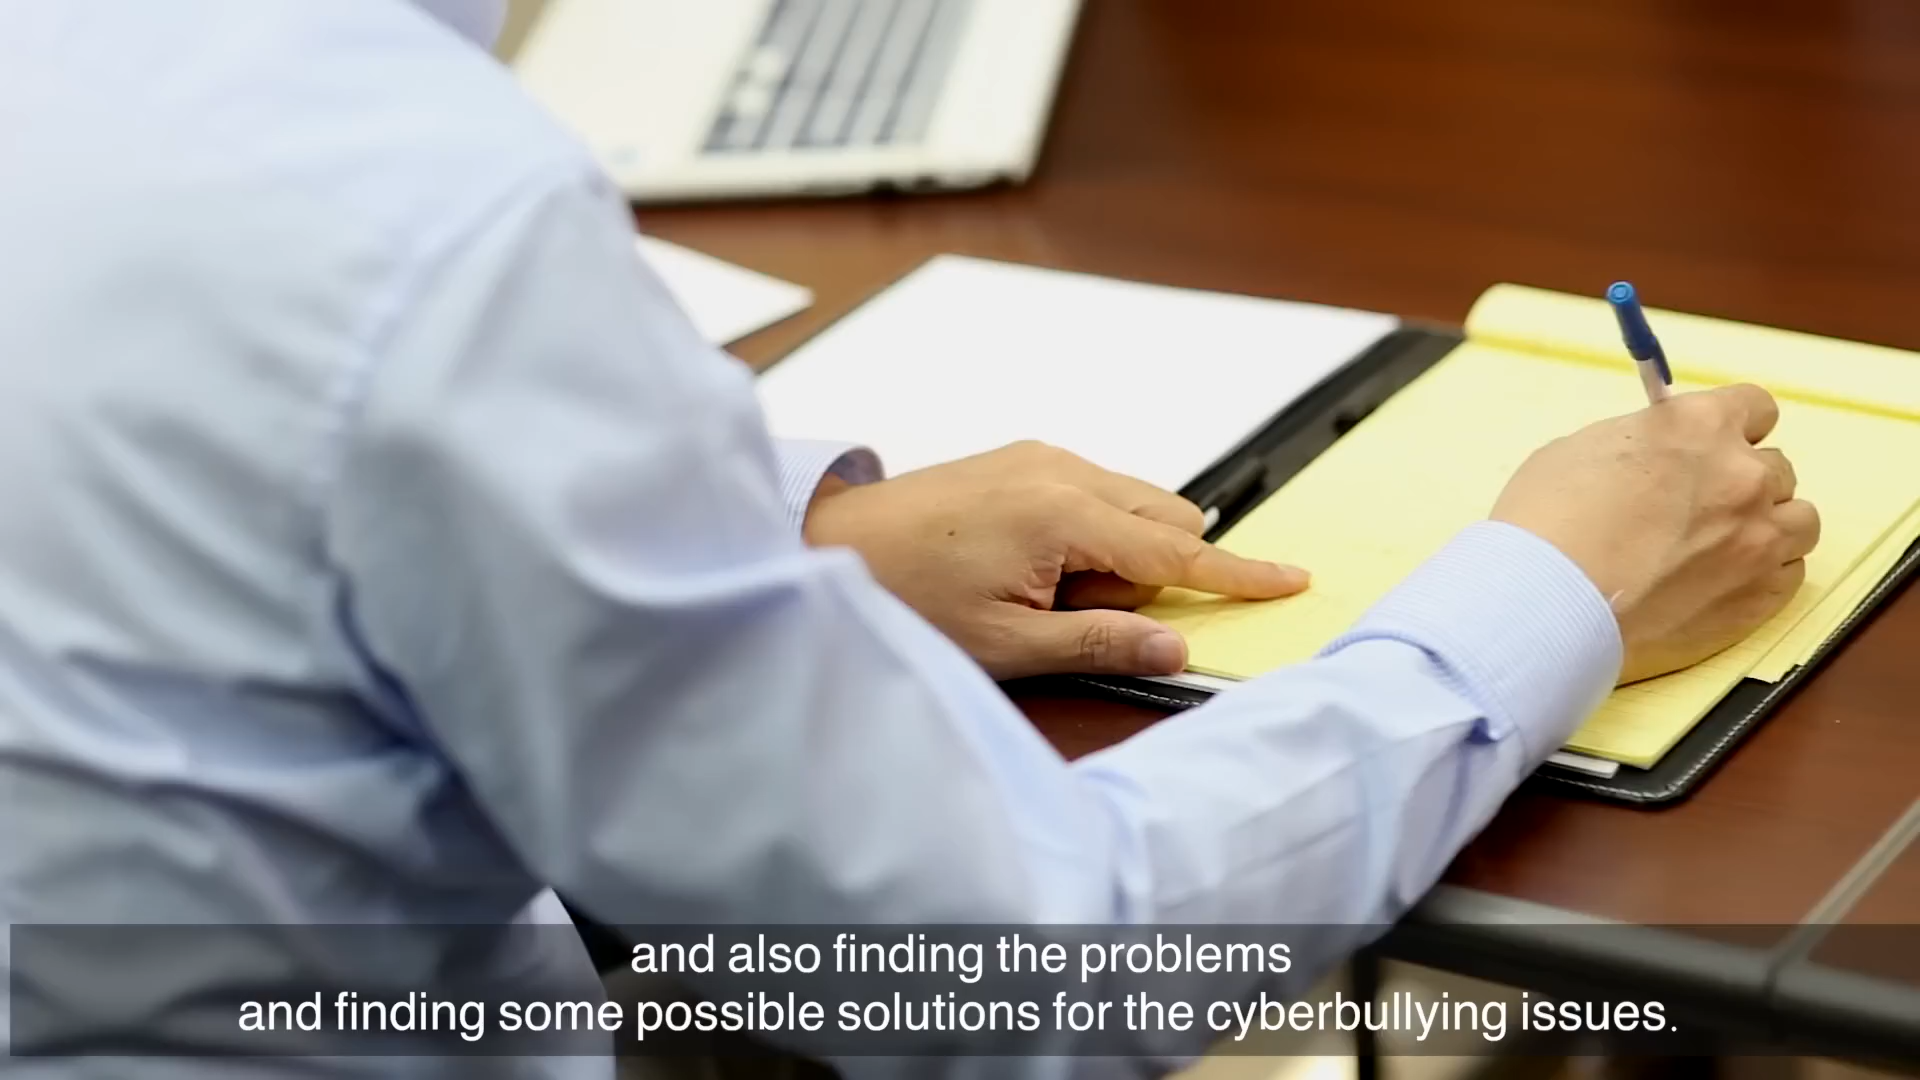 and also finding the problems
and finding some possible solutions for the cyberbullying issues.